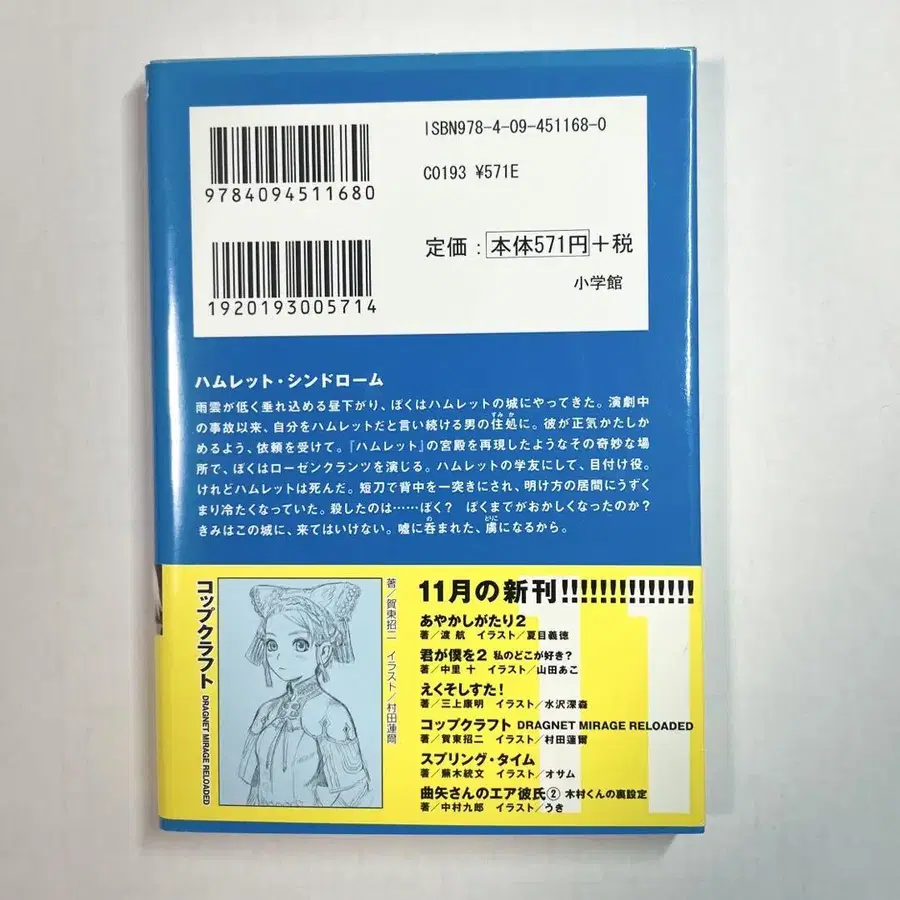 ISBN978-4-09-451168-0
9784094511680
C0193 ¥571E
定価：本体571円＋税
1920193005714
小学館
ハムレット・シンドローム
雨雲が低く垂れ込める昼下がり、ぼくはハムレットの城にやってきた。演劇中
の事故以来、自分をハムレットだと言い続ける男の住処に。彼が正気かたしか
すみか
めるよう、依頼を受けて。『ハムレット』の宮殿を再現したようなその奇妙な場
所で、ぼくはローゼンクランツを演じる。ハムレットの学友にして、目付け役。
けれどハムレットは死んだ。短刀で背中を一突きにされ、明け方の居間にうずく
まり冷たくなっていた。殺したのは……ぼく？　ぼくまでがおかしくなったのか？
きみはこの城に、来てはいけない。嘘に呑まれた、虜になるから。
の
とりこ
コップクラフト DRAGNET MIRAGE RELOADED
著／賀東招二　イラスト／村田蓮爾
11月の新刊!!!!!!!!!!!!!!
11
あやかしがたり2
著／渡 航　イラスト／夏目義徳
君が僕を2 私のどこが好き？
著／中里 十　イラスト／山田あこ
えくそしすた！
著／三上康明　イラスト／水沢深森
コップクラフト DRAGNET MIRAGE RELOADED
著／賀東招二　イラスト／村田蓮爾
スプリング・タイム
著／藤木統文　イラスト／オサム
曲矢さんのエア彼氏② 木村くんの裏設定
著／中村九郎　イラスト／うき